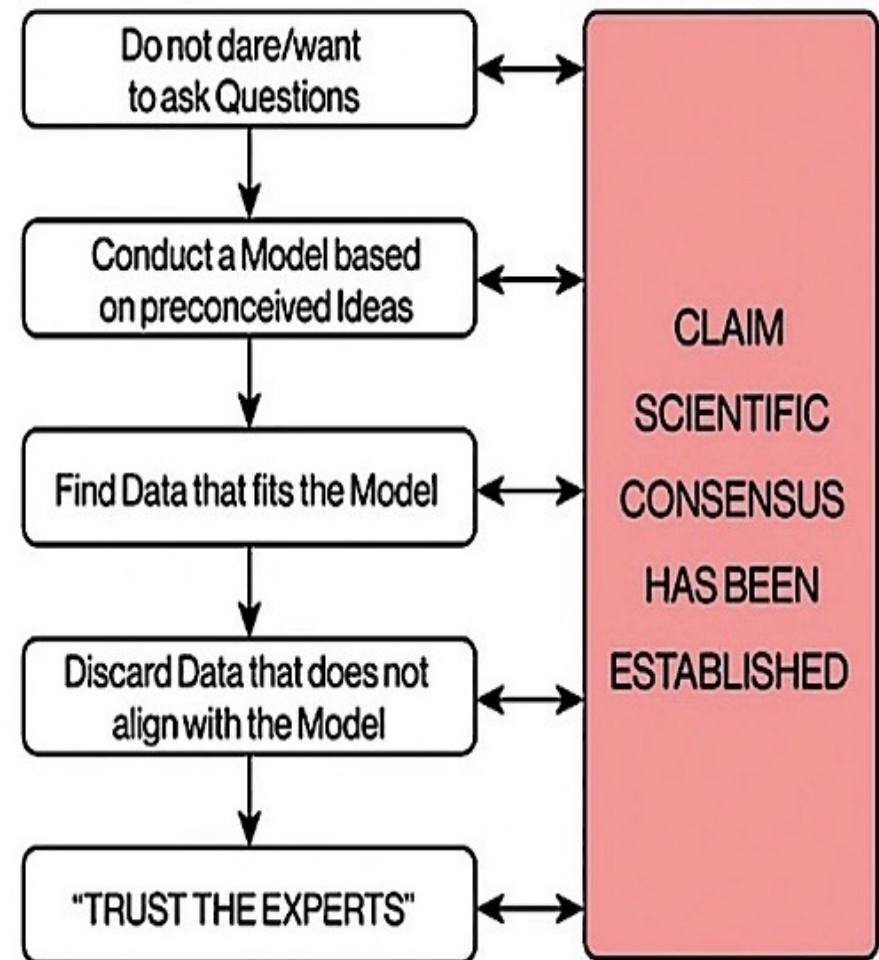 Do not dare/want
to ask Questions
Conduct a Model based
on preconceived Ideas
Find Data that fits the Model
Discard Data that does not
align with the Model
“TRUST THE EXPERTS”
CLAIM
SCIENTIFIC
CONSENSUS
HAS BEEN
ESTABLISHED